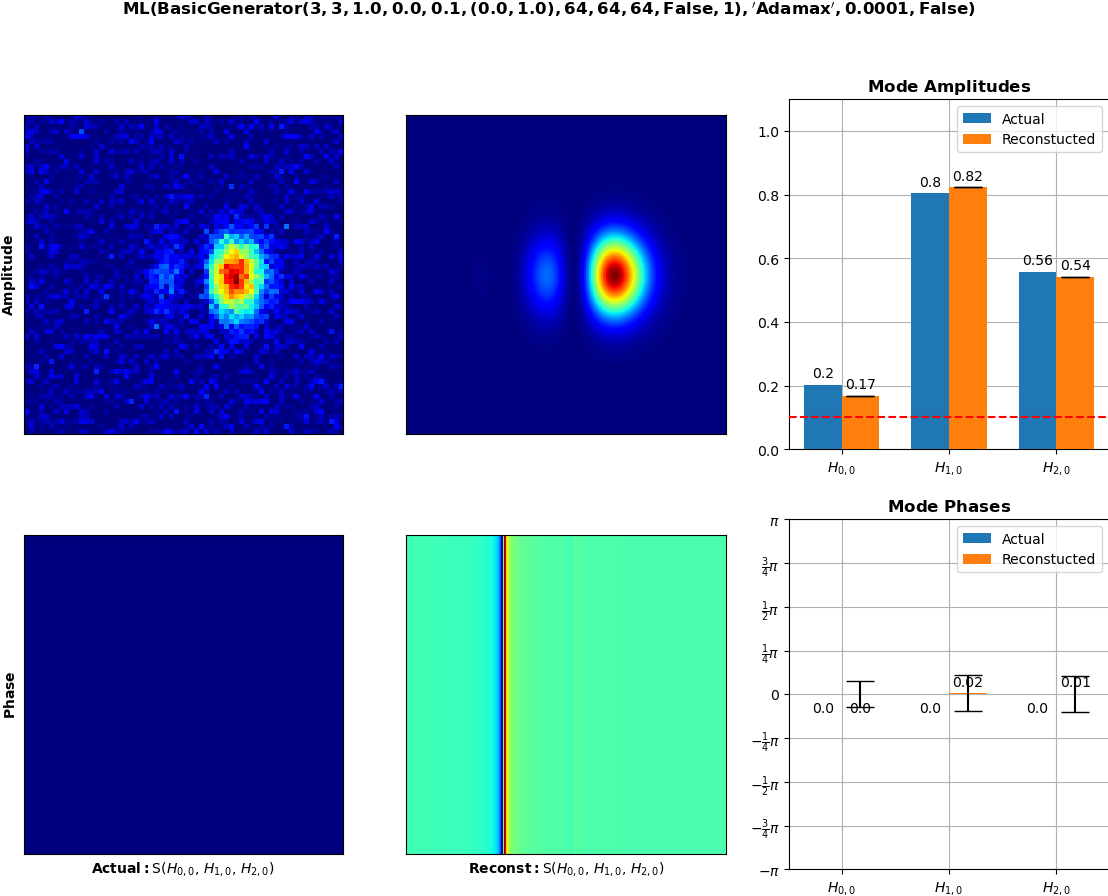 ML(BasicGenerator(3, 3, 1.0, 0.0, 0.1, (0.0, 1.0), 64, 64, 64, False, 1), ′Adamax′, 0.0001, False)
Amplitude
Mode Amplitudes
Actual
Reconstucted
1.0
0.8
0.6
0.4
0.2
0.0
0.2
0.17
0.8
0.82
0.56
0.54
H₀,₀
H₁,₀
H₂,₀
Phase
Actual: S(H₀,₀, H₁,₀, H₂,₀)
Reconst: S(H₀,₀, H₁,₀, H₂,₀)
Mode Phases
Actual
Reconstucted
π
3/4π
1/2π
1/4π
0
−1/4π
−1/2π
−3/4π
−π
0.0
0.0
0.0
0.02
0.0
0.01
H₀,₀
H₁,₀
H₂,₀